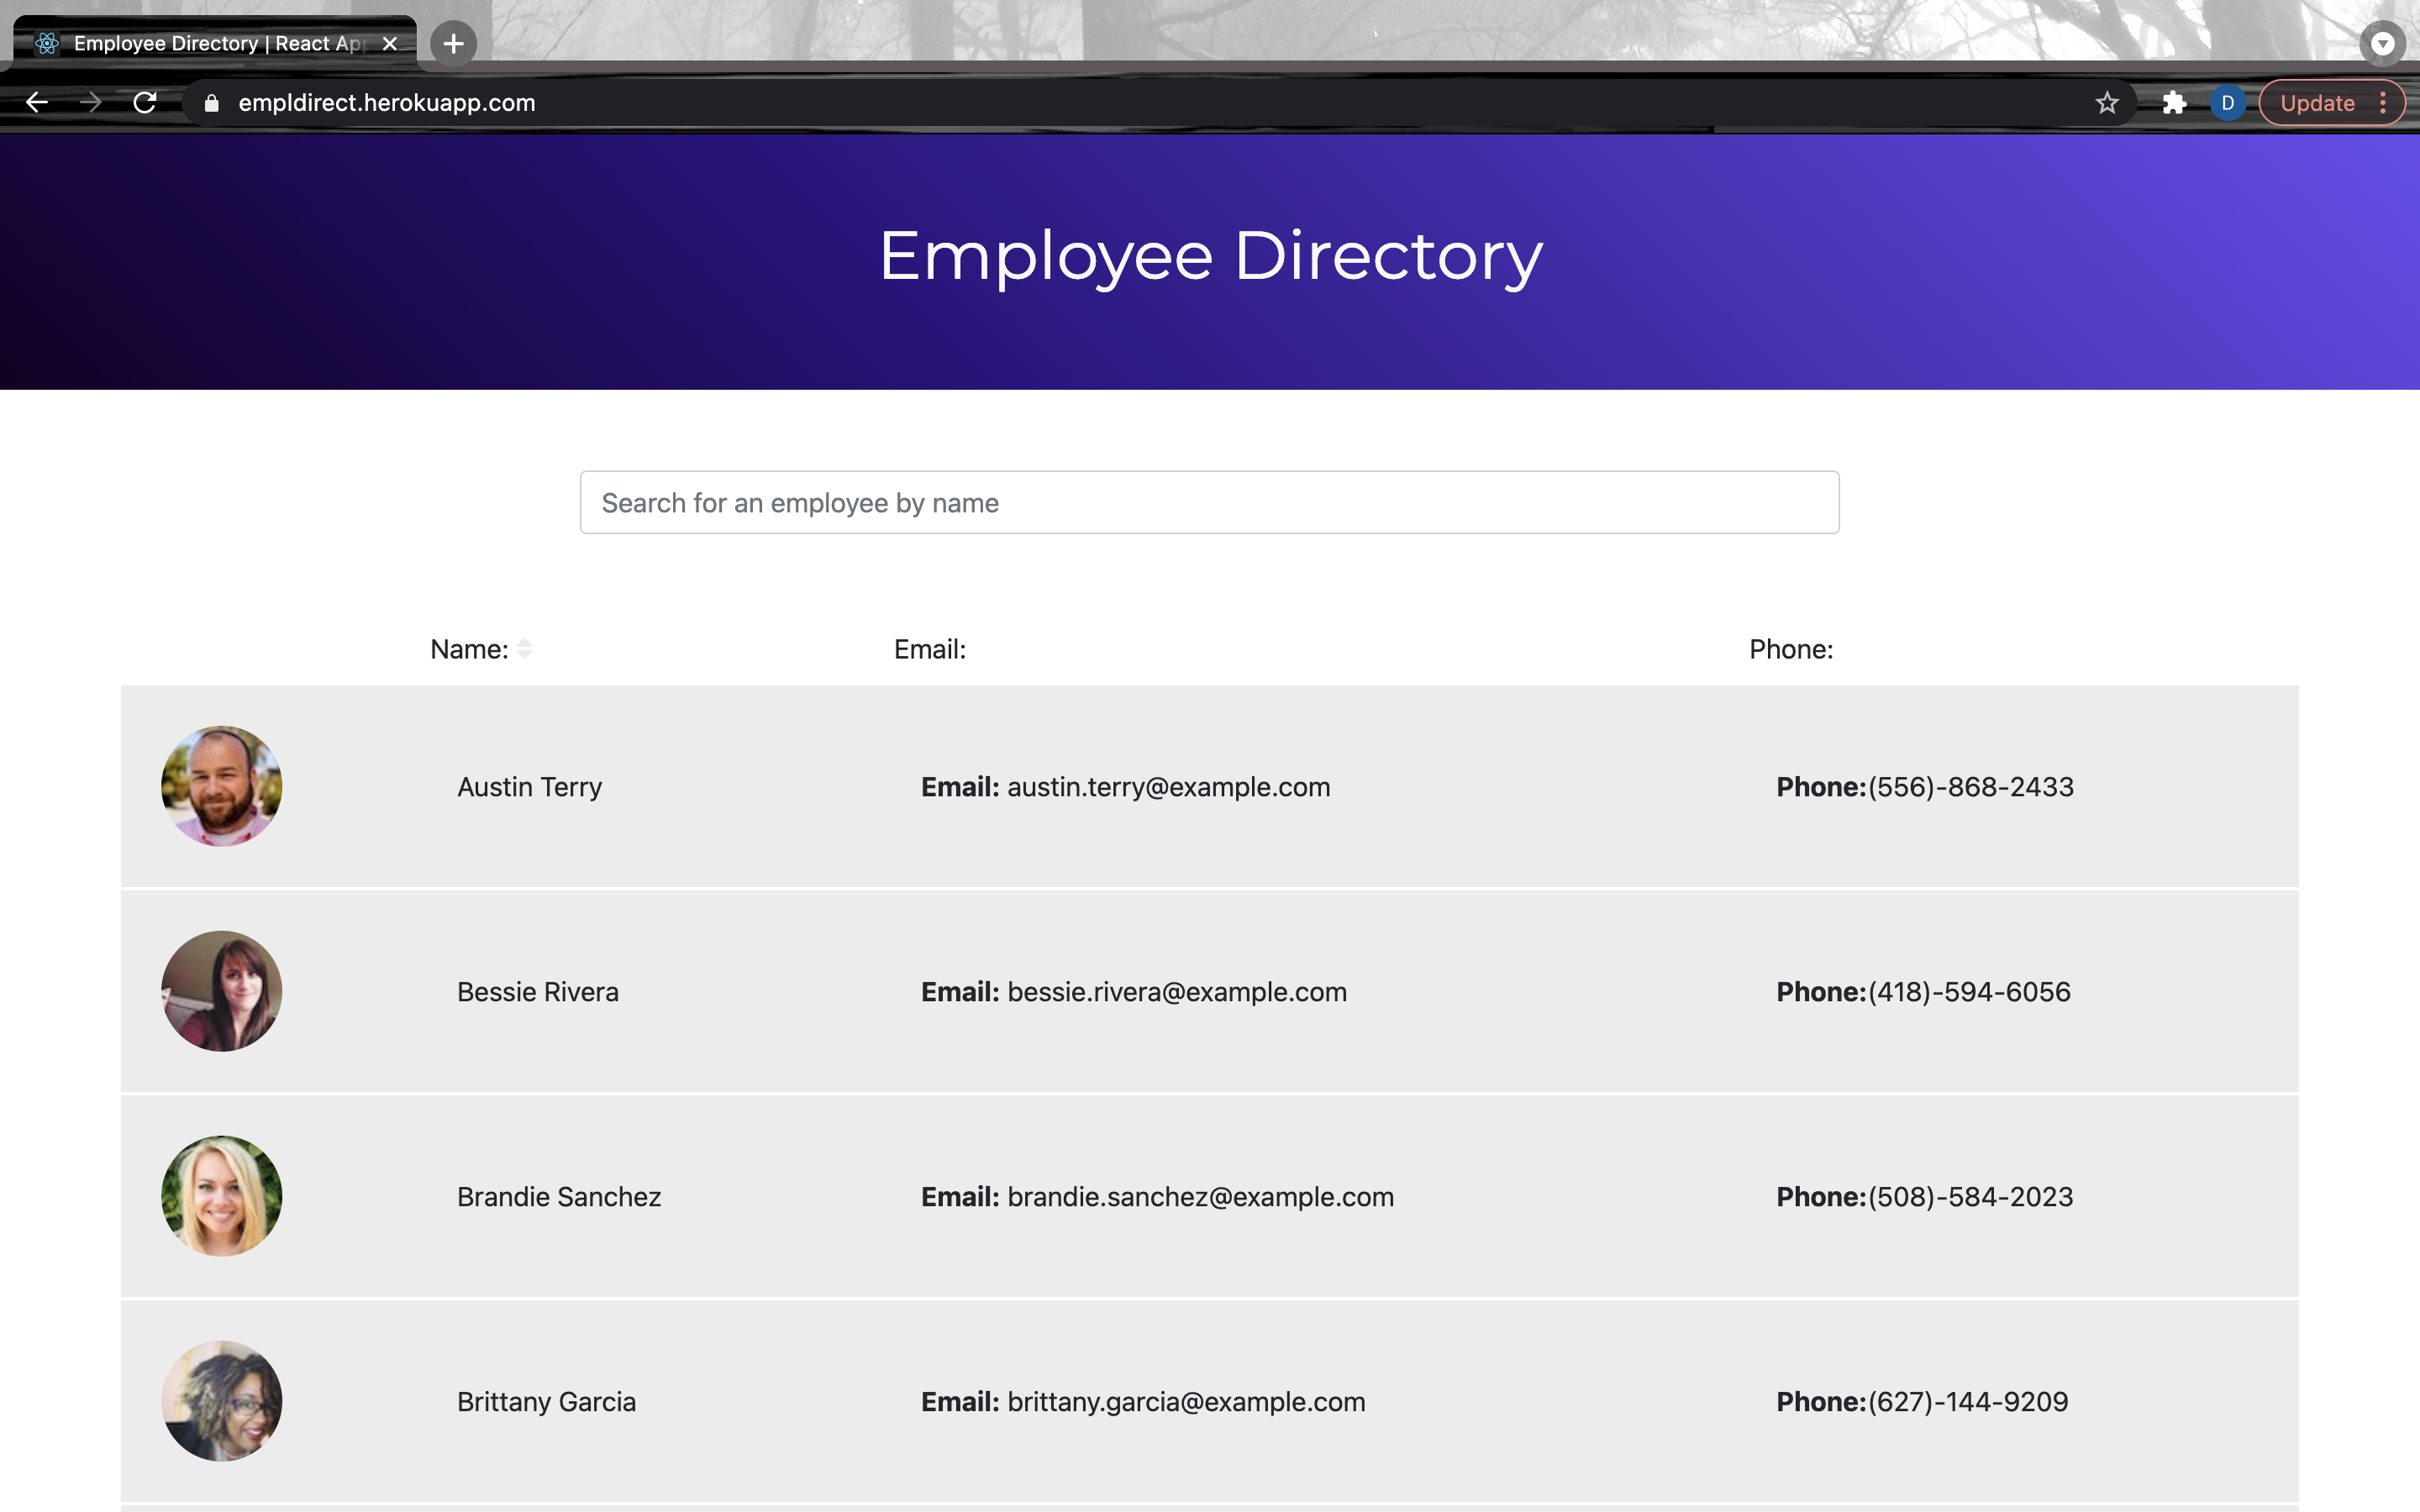 Employee Directory | React Ap
empldirect.herokuapp.com
D
Update
Employee Directory
Search for an employee by name
Name: Email: Phone:
Austin Terry Email: austin.terry@example.com Phone:(556)-868-2433
Bessie Rivera Email: bessie.rivera@example.com Phone:(418)-594-6056
Brandie Sanchez Email: brandie.sanchez@example.com Phone:(508)-584-2023
Brittany Garcia Email: brittany.garcia@example.com Phone:(627)-144-9209